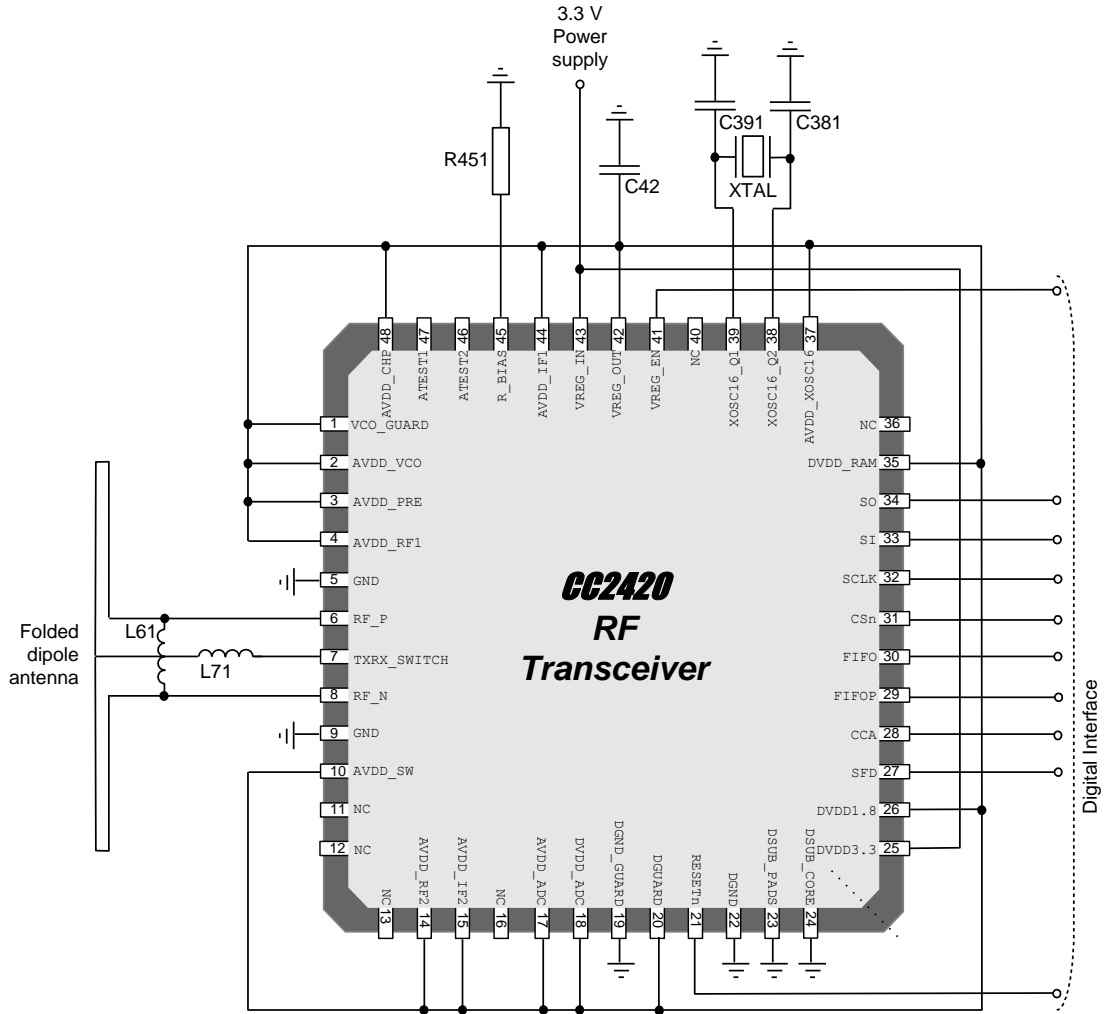 3.3 V
Power
supply
C391
C381
R451
C42
XTAL
48
47
46
45
44
43
42
41
40
39
38
37
AVDD_CHP
ATEST1
ATEST2
R_BIAS
AVDD_IF1
VREG_IN
VREG_OUT
VREG_EN
NC
XOSC16_Q1
XOSC16_Q2
AVDD_XOSC16
1 VCO_GUARD
2 AVDD_VCO
3 AVDD_PRE
4 AVDD_RF1
5 GND
6 RF_P
7 TXRX_SWITCH
8 RF_N
9 GND
10 AVDD_SW
11 NC
12 NC
L61
L71
Folded
dipole
antenna
CC2420
RF
Transceiver
NC 36
DVDD_RAM 35
SO 34
SI 33
SCLK 32
CSn 31
FIFO 30
FIFOP 29
CCA 28
SFD 27
DVDD1.8 26
DVDD3.3 25
Digital Interface
NC
AVDD_RF2
AVDD_IF2
NC
AVDD_ADC
DVDD_ADC
DGND_GUARD
DGUARD
RESETn
DGND
DSUB_PADS
DSUB_CORE
13
14
15
16
17
18
19
20
21
22
23
24